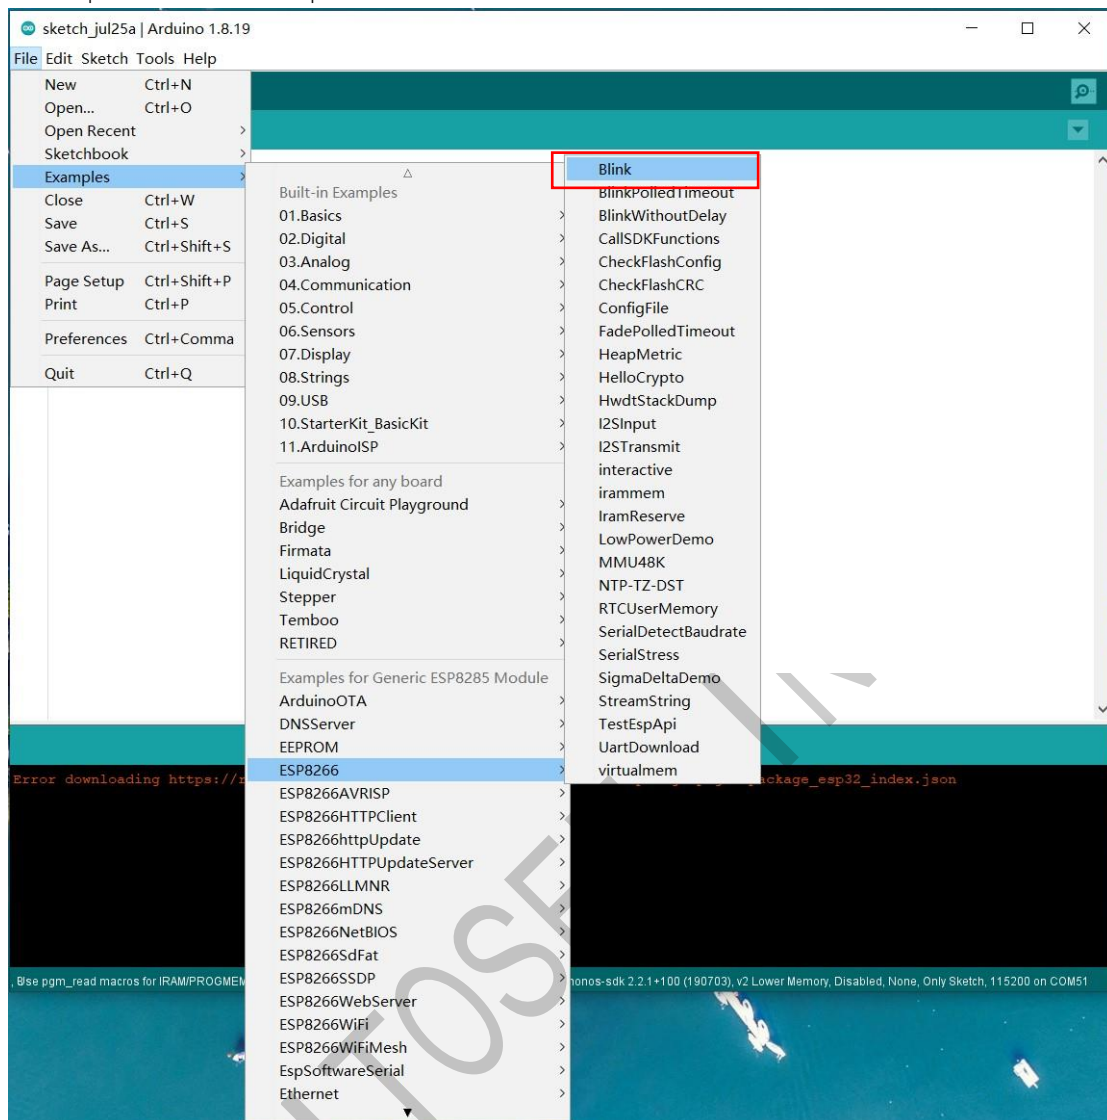 sketch_jul25a | Arduino 1.8.19
File Edit Sketch Tools Help
New Ctrl+N
Open... Ctrl+O
Open Recent
Sketchbook
Examples
Close Ctrl+W
Save Ctrl+S
Save As... Ctrl+Shift+S
Page Setup Ctrl+Shift+P
Print Ctrl+P
Preferences Ctrl+Comma
Quit Ctrl+Q
Built-in Examples
01.Basics
02.Digital
03.Analog
04.Communication
05.Control
06.Sensors
07.Display
08.Strings
09.USB
10.StarterKit_BasicKit
11.ArduinoISP
Examples for any board
Adafruit Circuit Playground
Bridge
Firmata
LiquidCrystal
Stepper
Temboo
RETIRED
Examples for Generic ESP8285 Module
ArduinoOTA
DNSServer
EEPROM
ESP8266
ESP8266AVRISP
ESP8266HTTPClient
ESP8266httpUpdate
ESP8266HTTPUpdateServer
ESP8266LLMNR
ESP8266mDNS
ESP8266NetBIOS
ESP8266SdFat
ESP8266SSDP
ESP8266WebServer
ESP8266WiFi
ESP8266WiFiMesh
EspSoftwareSerial
Ethernet
Blink
BlinkPolledTimeout
BlinkWithoutDelay
CallSDKFunctions
CheckFlashConfig
CheckFlashCRC
ConfigFile
FadePolledTimeout
HeapMetric
HelloCrypto
HwdtStackDump
I2SInput
I2STransmit
interactive
irammem
IramReserve
LowPowerDemo
MMU48K
NTP-TZ-DST
RTCUserMemory
SerialDetectBaudrate
SerialStress
SigmaDeltaDemo
StreamString
TestEspApi
UartDownload
virtualmem
Error downloading https:// package_esp32_index.json
pgm_read macros for IRAM/PROGMEM onos-sdk 2.2.1+100 (190703), v2 Lower Memory, Disabled, None, Only Sketch, 115200 on COM51